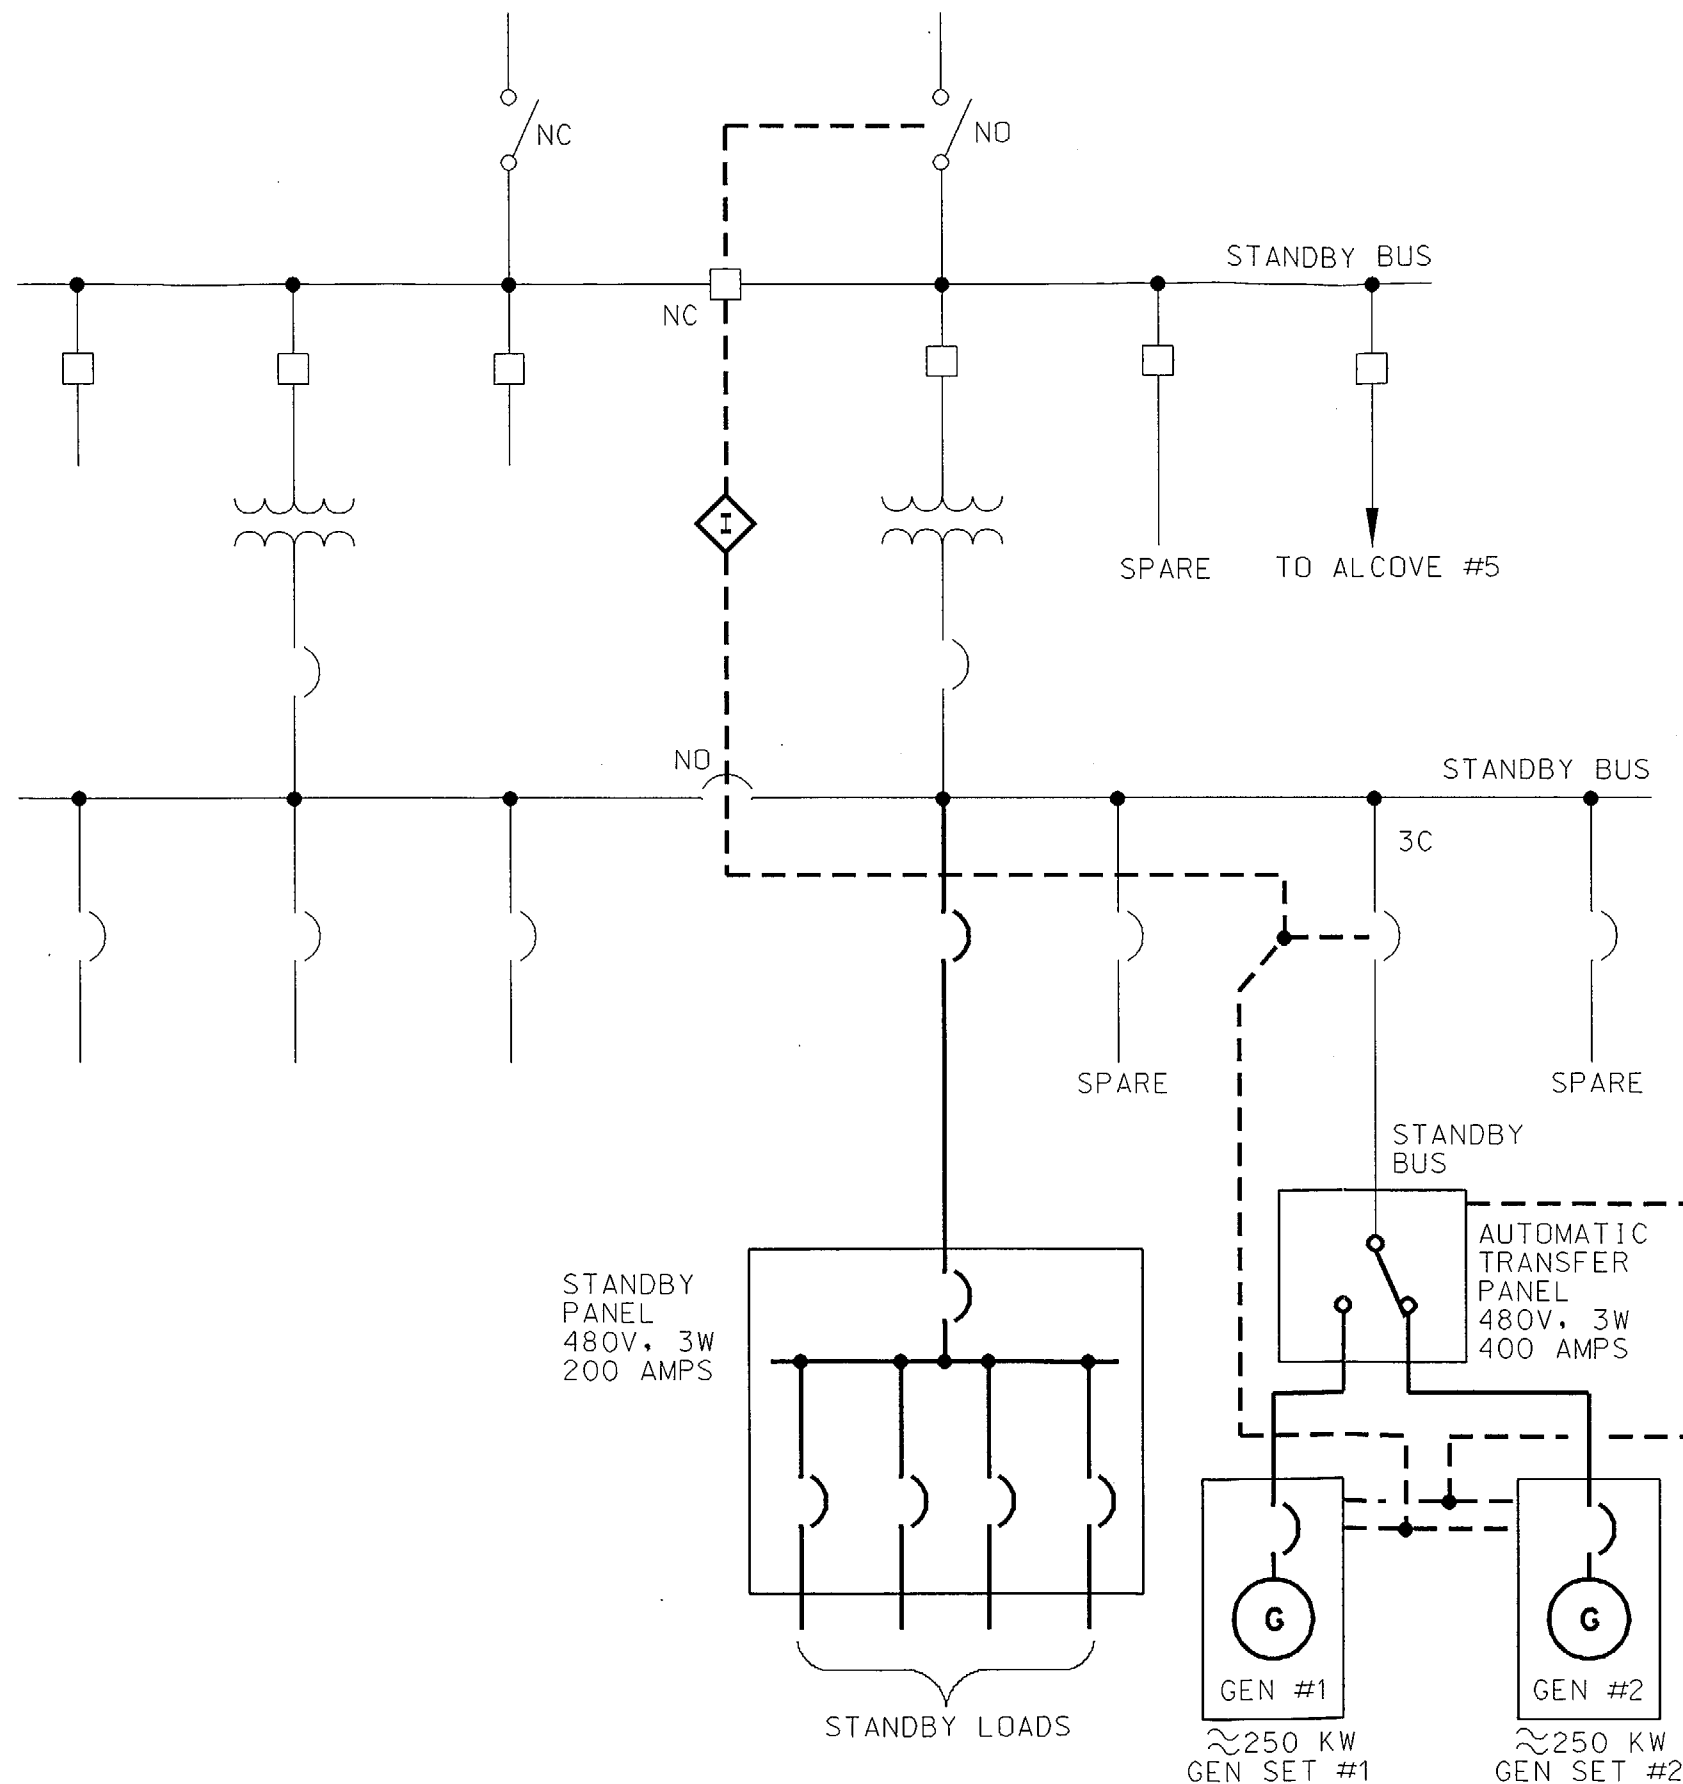 NC
NO
STANDBY BUS
NC
I
SPARE
TO ALCOVE #5
NO
STANDBY BUS
3C
SPARE
SPARE
STANDBY
BUS
AUTOMATIC
TRANSFER
PANEL
480V, 3W
400 AMPS
STANDBY
PANEL
480V, 3W
200 AMPS
G
G
GEN #1
GEN #2
STANDBY LOADS
≈250 KW
GEN SET #1
≈250 KW
GEN SET #2